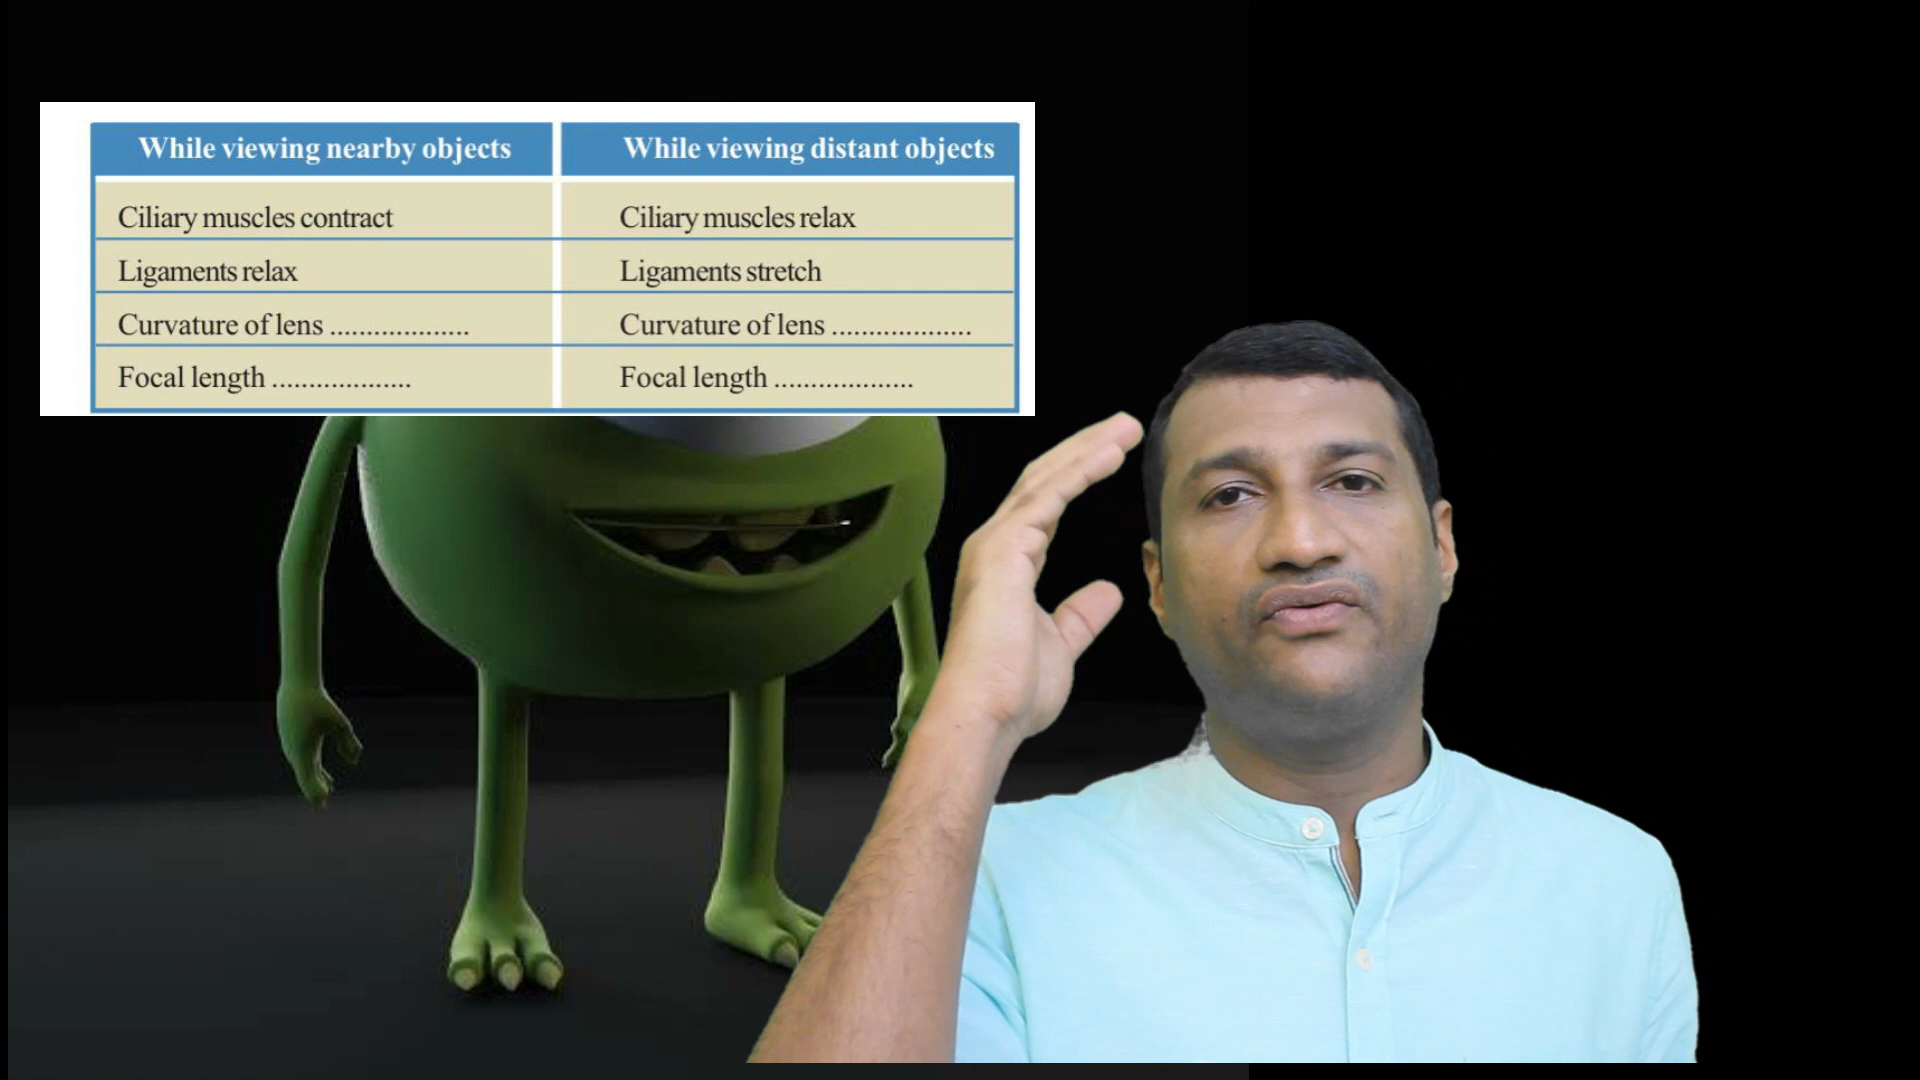 While viewing nearby objects
While viewing distant objects
Ciliary muscles contract
Ciliary muscles relax
Ligaments relax
Ligaments stretch
Curvature of lens ...................
Curvature of lens ...................
Focal length ...................
Focal length ...................